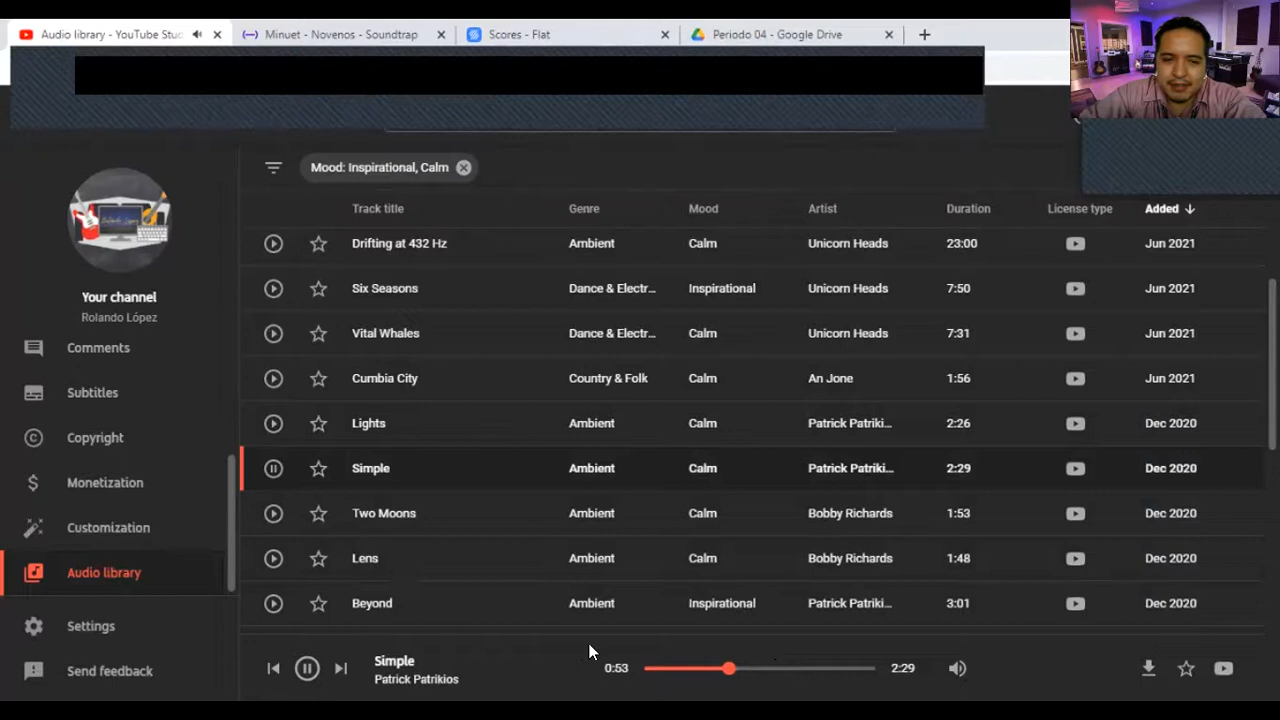 Audio library - YouTube Stuc
Minuet - Novenos - Soundtrap
Scores - Flat
Periodo 04 - Google Drive
Mood: Inspirational, Calm
Track title Genre Mood Artist Duration License type Added
Drifting at 432 Hz Ambient Calm Unicorn Heads 23:00 Jun 2021
Six Seasons Dance & Electr... Inspirational Unicorn Heads 7:50 Jun 2021
Vital Whales Dance & Electr... Calm Unicorn Heads 7:31 Jun 2021
Cumbia City Country & Folk Calm An Jone 1:56 Jun 2021
Lights Ambient Calm Patrick Patriki... 2:26 Dec 2020
Simple Ambient Calm Patrick Patriki... 2:29 Dec 2020
Two Moons Ambient Calm Bobby Richards 1:53 Dec 2020
Lens Ambient Calm Bobby Richards 1:48 Dec 2020
Beyond Ambient Inspirational Patrick Patriki... 3:01 Dec 2020
Your channel
Rolando López
Comments
Subtitles
Copyright
Monetization
Customization
Audio library
Settings
Send feedback
Simple
Patrick Patrikios
0:53
2:29